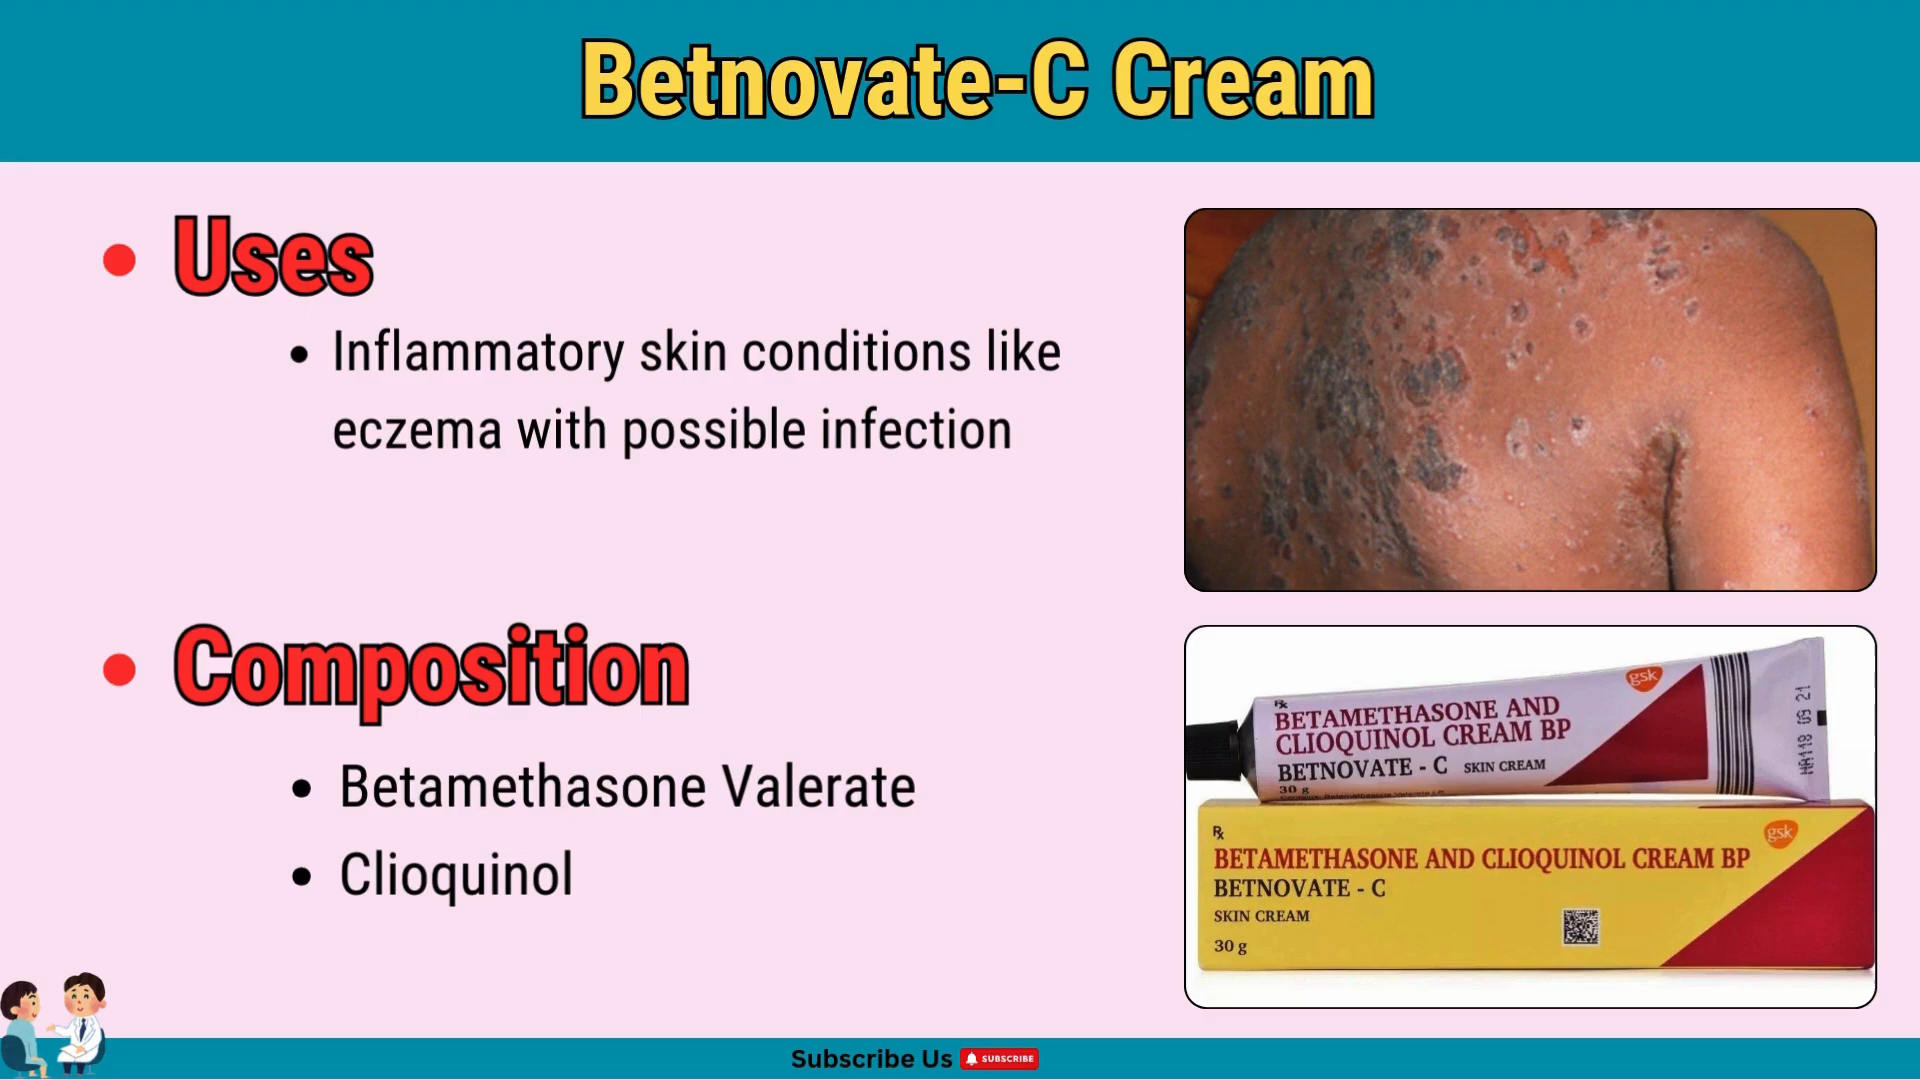 Betnovate-C Cream
Uses
Inflammatory skin conditions like
eczema with possible infection
Composition
Betamethasone Valerate
Clioquinol
gsk
BETAMETHASONE AND
CLIOQUINOL CREAM BP
BETNOVATE - C SKIN CREAM
30 g
℞
gsk
BETAMETHASONE AND CLIOQUINOL CREAM BP
BETNOVATE - C
SKIN CREAM
30 g
Subscribe Us SUBSCRIBE